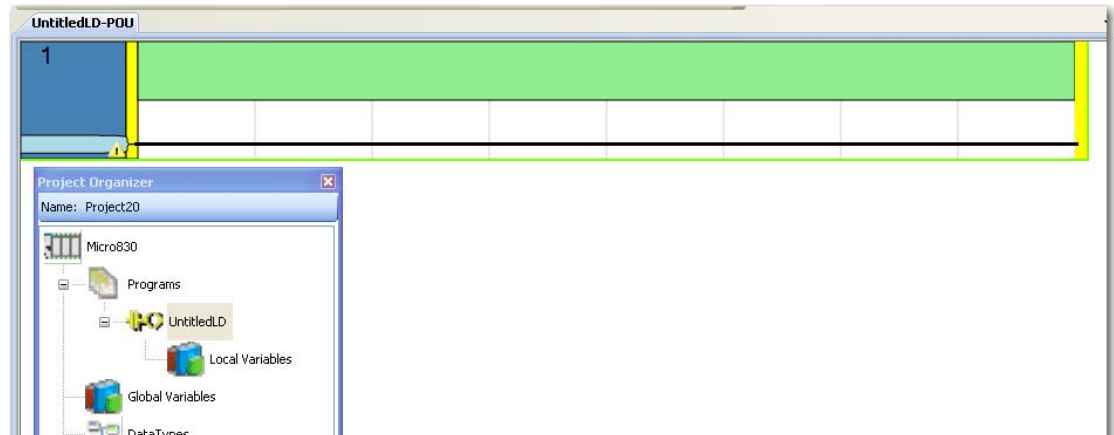 UntitledLD-POU
1
Project Organizer
Name: Project20
Micro830
Programs
UntitledLD
Local Variables
Global Variables
DataTypes